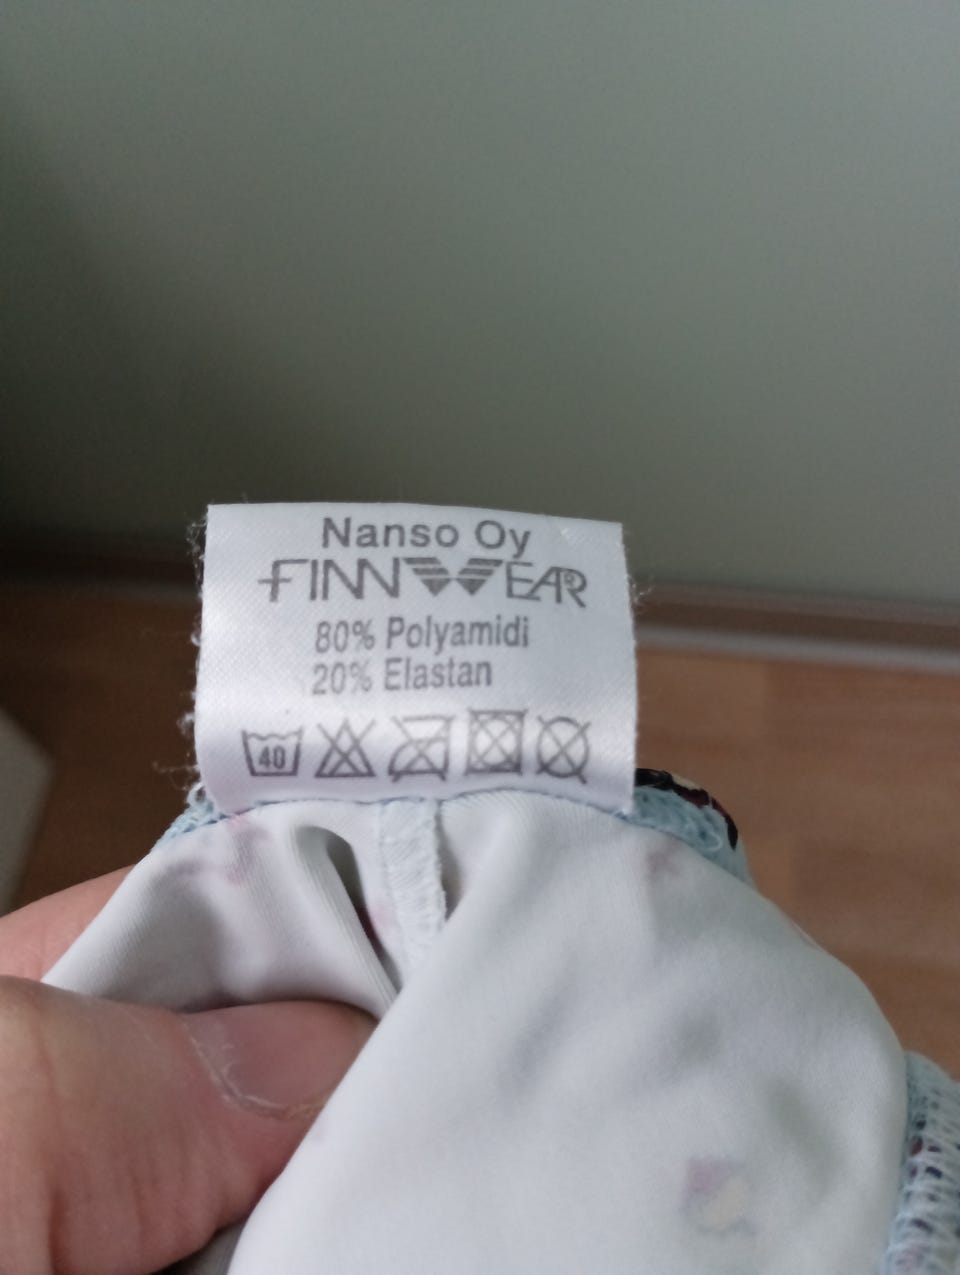 Nanso Oy
FINNWEAR®
80% Polyamidi
20% Elastan
40